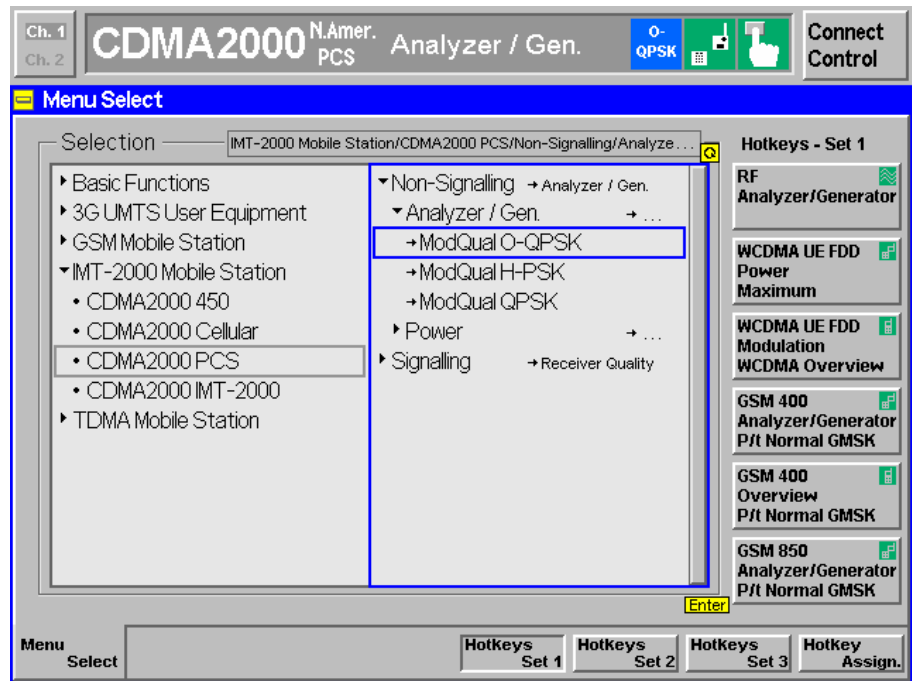 Ch. 1
Ch. 2
CDMA2000 N.Amer. PCS Analyzer / Gen.
O-QPSK
Connect Control
Menu Select
Selection
IMT-2000 Mobile Station/CDMA2000 PCS/Non-Signalling/Analyze...
Basic Functions
3G UMTS User Equipment
GSM Mobile Station
IMT-2000 Mobile Station
CDMA2000 450
CDMA2000 Cellular
CDMA2000 PCS
CDMA2000 IMT-2000
TDMA Mobile Station
Non-Signalling → Analyzer / Gen.
Analyzer / Gen. → ...
→ ModQual O-QPSK
→ ModQual H-PSK
→ ModQual QPSK
Power → ...
Signalling → Receiver Quality
Enter
Hotkeys - Set 1
RF
Analyzer/Generator
WCDMA UE FDD
Power
Maximum
WCDMA UE FDD
Modulation
WCDMA Overview
GSM 400
Analyzer/Generator
P/t Normal GMSK
GSM 400
Overview
P/t Normal GMSK
GSM 850
Analyzer/Generator
P/t Normal GMSK
Menu Select
Hotkeys Set 1
Hotkeys Set 2
Hotkeys Set 3
Hotkey Assign.